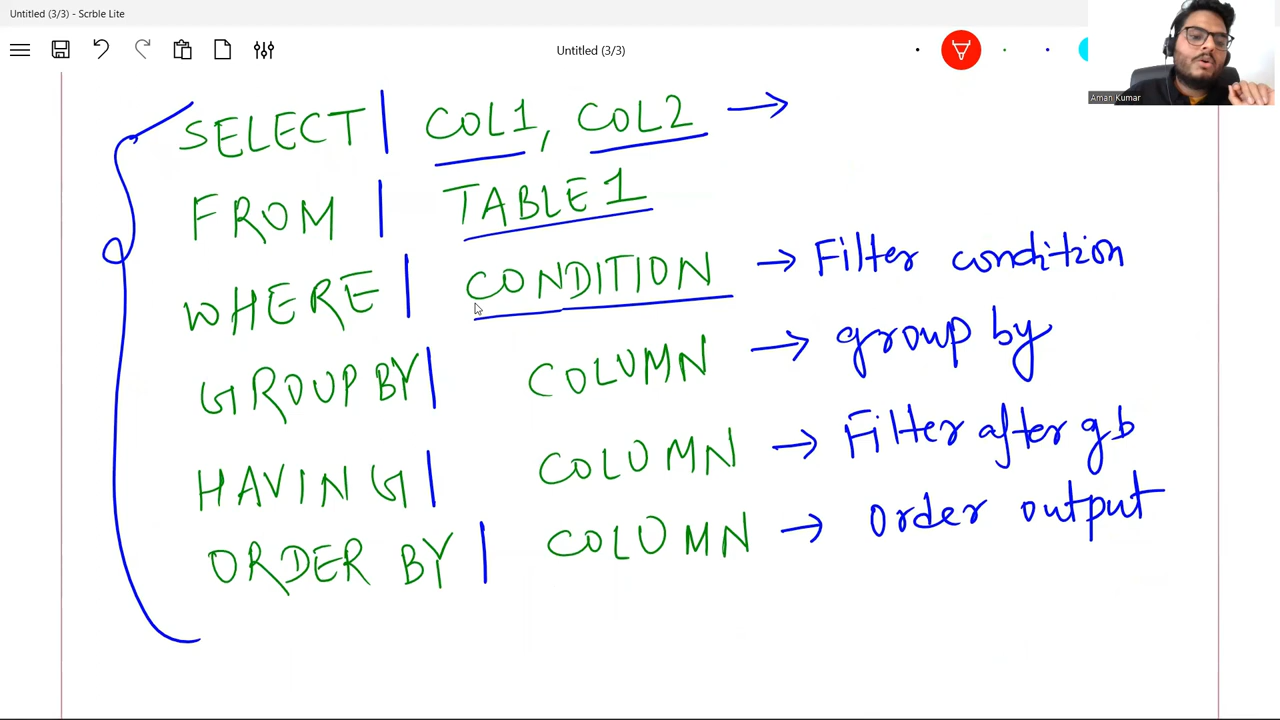 Untitled (3/3) - Scrble Lite
Untitled (3/3)
Aman Kumar
SELECT | COL1, COL2 →
FROM | TABLE1
WHERE | CONDITION → Filter condition
GROUP BY | COLUMN → group by
HAVING | COLUMN → Filter after gb
ORDER BY | COLUMN → Order output